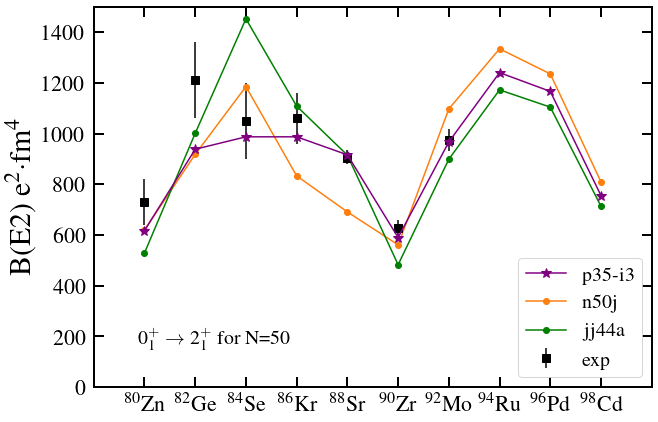 1400
1200
1000
800
600
400
200
0
B(E2) e²·fm⁴
0₁⁺ → 2₁⁺ for N=50
p35-i3
n50j
jj44a
exp
⁸⁰Zn ⁸²Ge ⁸⁴Se ⁸⁶Kr ⁸⁸Sr ⁹⁰Zr ⁹²Mo ⁹⁴Ru ⁹⁶Pd ⁹⁸Cd